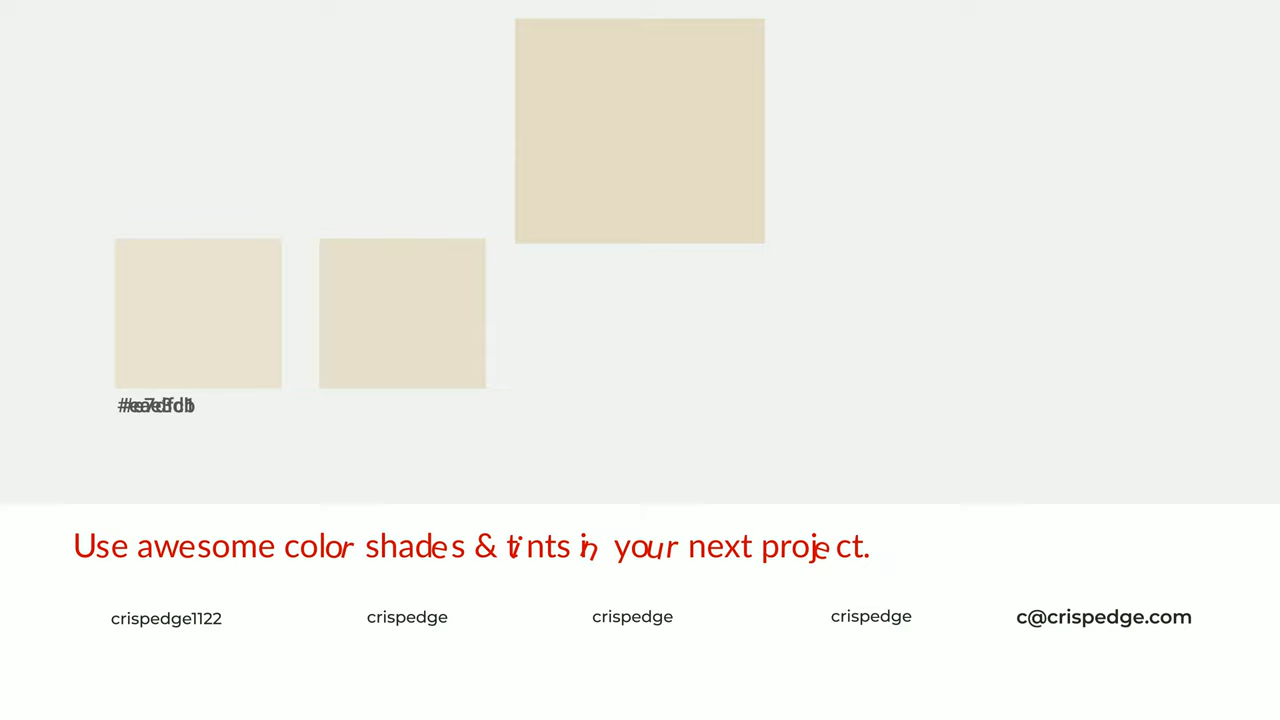 Use awesome color shades & tints in your next project.
crispedge1122 crispedge crispedge crispedge c@crispedge.com